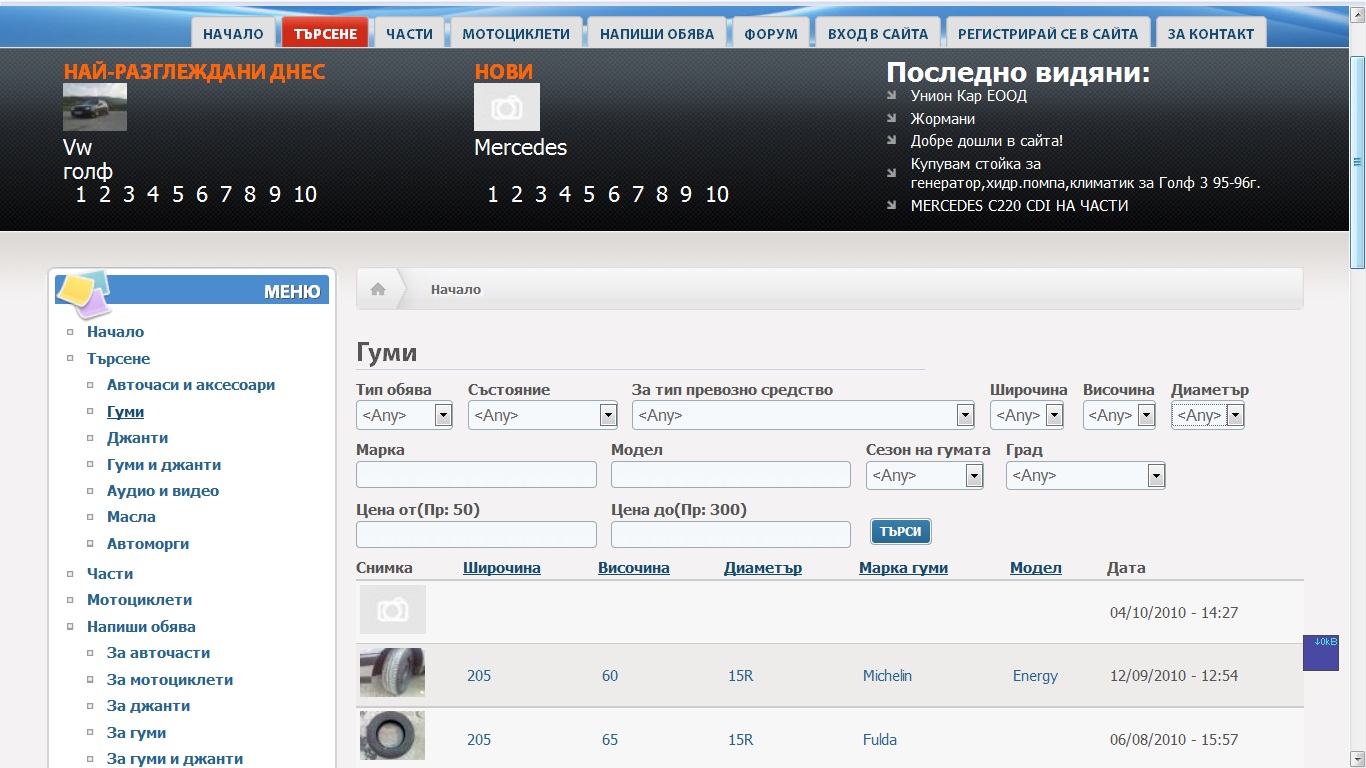 НАЧАЛО ТЪРСЕНЕ ЧАСТИ МОТОЦИКЛЕТИ НАПИШИ ОБЯВА ФОРУМ ВХОД В САЙТА РЕГИСТРИРАЙ СЕ В САЙТА ЗА КОНТАКТ
НАЙ-РАЗГЛЕЖДАНИ ДНЕС
Vw
голф
1 2 3 4 5 6 7 8 9 10
НОВИ
Mercedes
1 2 3 4 5 6 7 8 9 10
Последно видяни:
Унион Кар ЕООД
Жормани
Добре дошли в сайта!
Купувам стойка за
генератор,хидр.помпа,климатик за Голф 3 95-96г.
MERCEDES C220 CDI НА ЧАСТИ
МЕНЮ
Начало
Търсене
Авточаси и аксесоари
Гуми
Джанти
Гуми и джанти
Аудио и видео
Масла
Автоморги
Части
Мотоциклети
Напиши обява
За авточасти
За мотоциклети
За джанти
За гуми
За гуми и джанти
Начало
Гуми
Тип обява Състояние За тип превозно средство Широчина Височина Диаметър
<Any> <Any> <Any> <Any> <Any> <Any>
Марка Модел Сезон на гумата Град
<Any> <Any>
Цена от(Пр: 50) Цена до(Пр: 300)
ТЪРСИ
Снимка Широчина Височина Диаметър Марка гуми Модел Дата
04/10/2010 - 14:27
205 60 15R Michelin Energy 12/09/2010 - 12:54
205 65 15R Fulda 06/08/2010 - 15:57
↓0kB